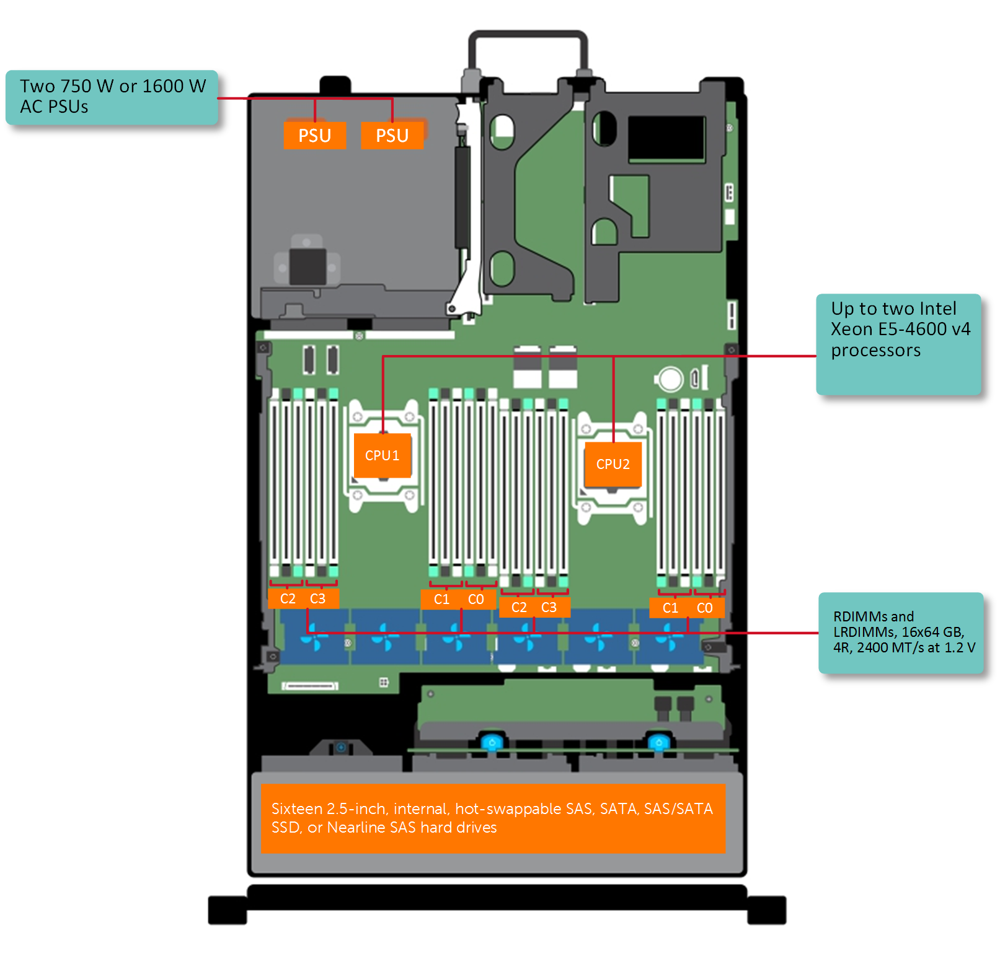 Two 750 W or 1600 W
AC PSUs
PSU
PSU
Up to two Intel
Xeon E5-4600 v4
processors
CPU1
CPU2
C2
C3
C1
C0
C2
C3
C1
C0
RDIMMs and
LRDIMMs, 16x64 GB,
4R, 2400 MT/s at 1.2 V
Sixteen 2.5-inch, internal, hot-swappable SAS, SATA, SAS/SATA
SSD, or Nearline SAS hard drives